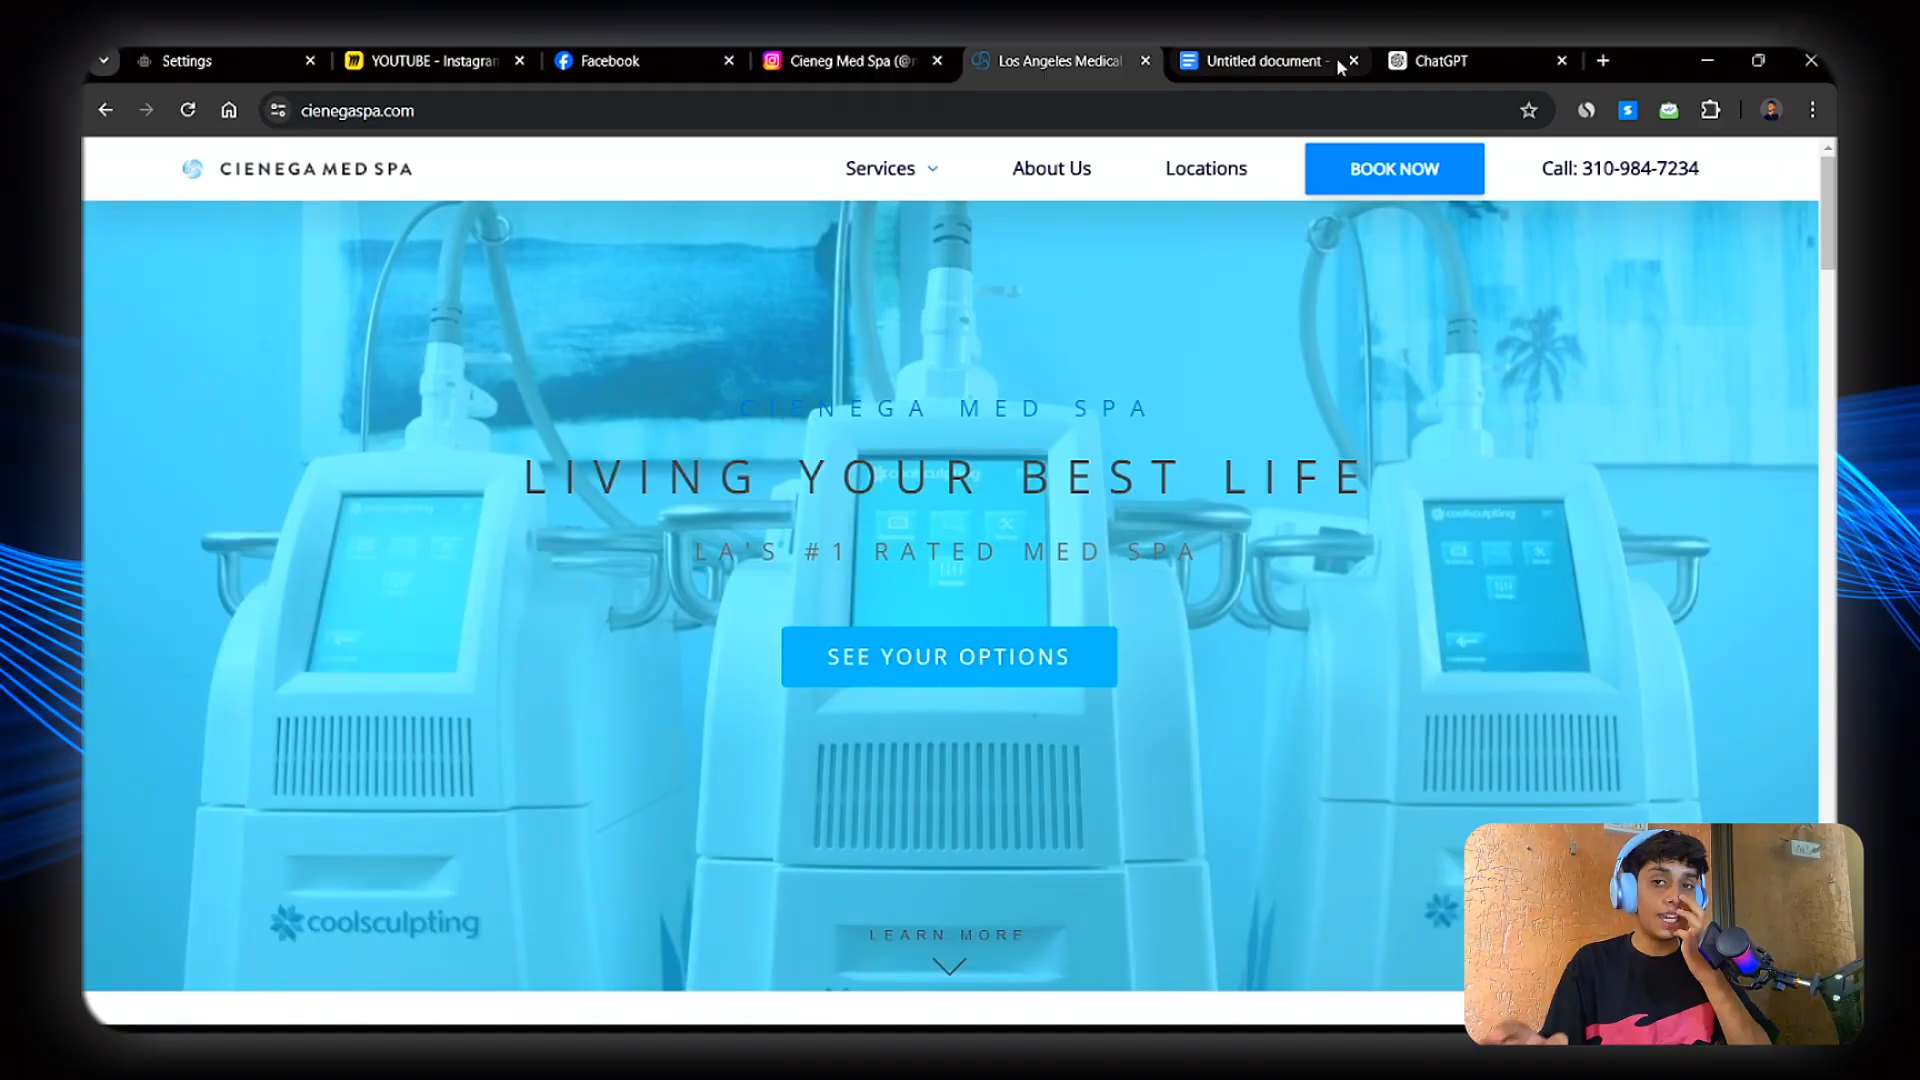 Settings
YOUTUBE - Instagram
Facebook
Cieneg Med Spa (@
Los Angeles Medical
Untitled document -
ChatGPT
cienegaspa.com
CIENEGA MED SPA
Services
About Us
Locations
BOOK NOW
Call: 310-984-7234
CIENEGA MED SPA
LIVING YOUR BEST LIFE
LA'S #1 RATED MED SPA
SEE YOUR OPTIONS
coolsculpting
coolsculpting
LEARN MORE